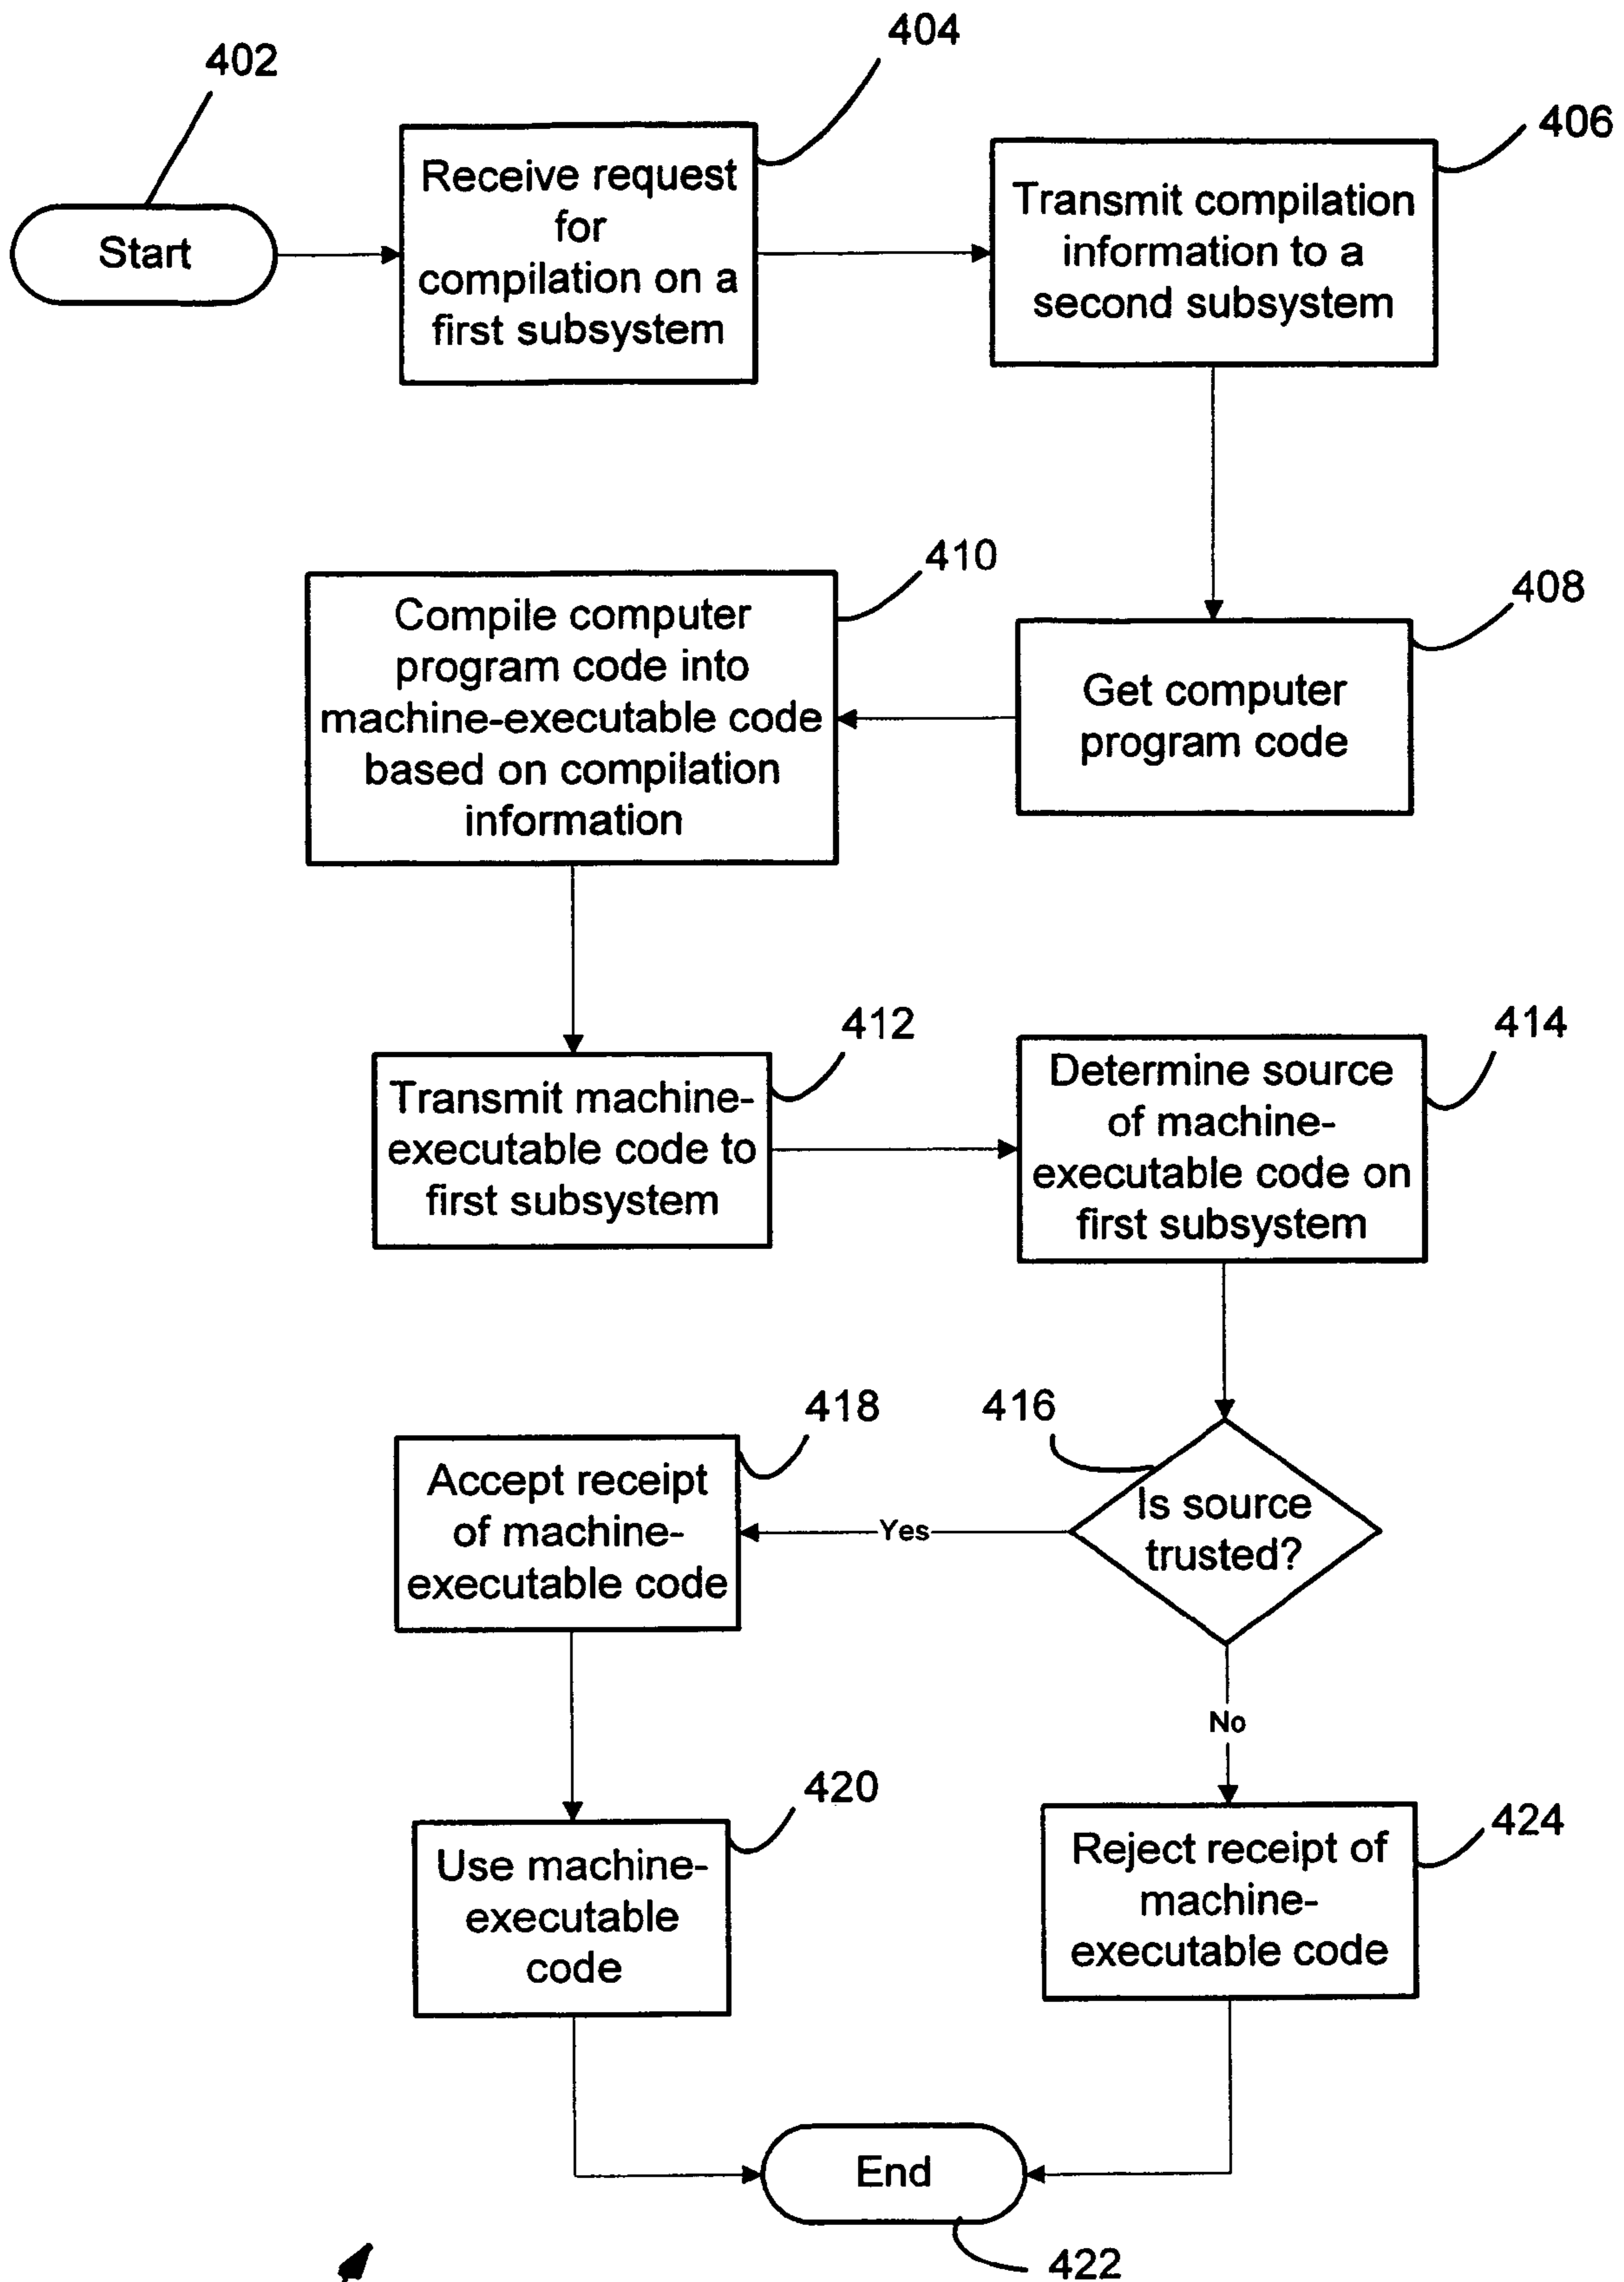 402
404
406
Start
Receive request
for
compilation on a
first subsystem
Transmit compilation
information to a
second subsystem
410
408
Compile computer
program code into
machine-executable code
based on compilation
information
Get computer
program code
412
414
Transmit machine-
executable code to
first subsystem
Determine source
of machine-
executable code on
first subsystem
418
416
Accept receipt
of machine-
executable code
Yes
Is source
trusted?
No
420
424
Use machine-
executable
code
Reject receipt of
machine-
executable code
End
422